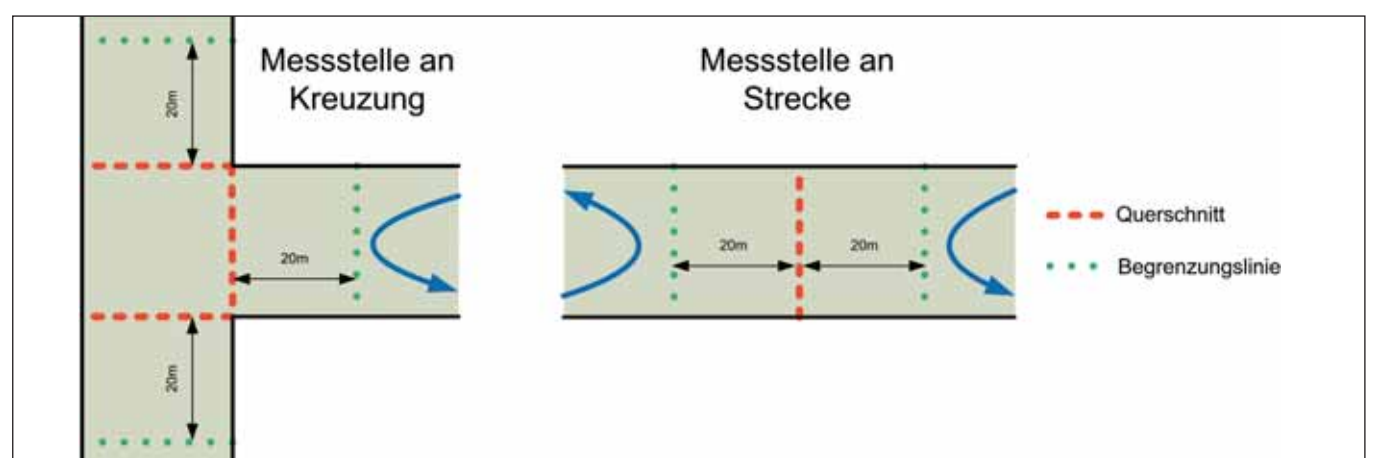 Messstelle an
Kreuzung
Messstelle an
Strecke
20m
20m
20m
20m
20m
Querschnitt
Begrenzungslinie